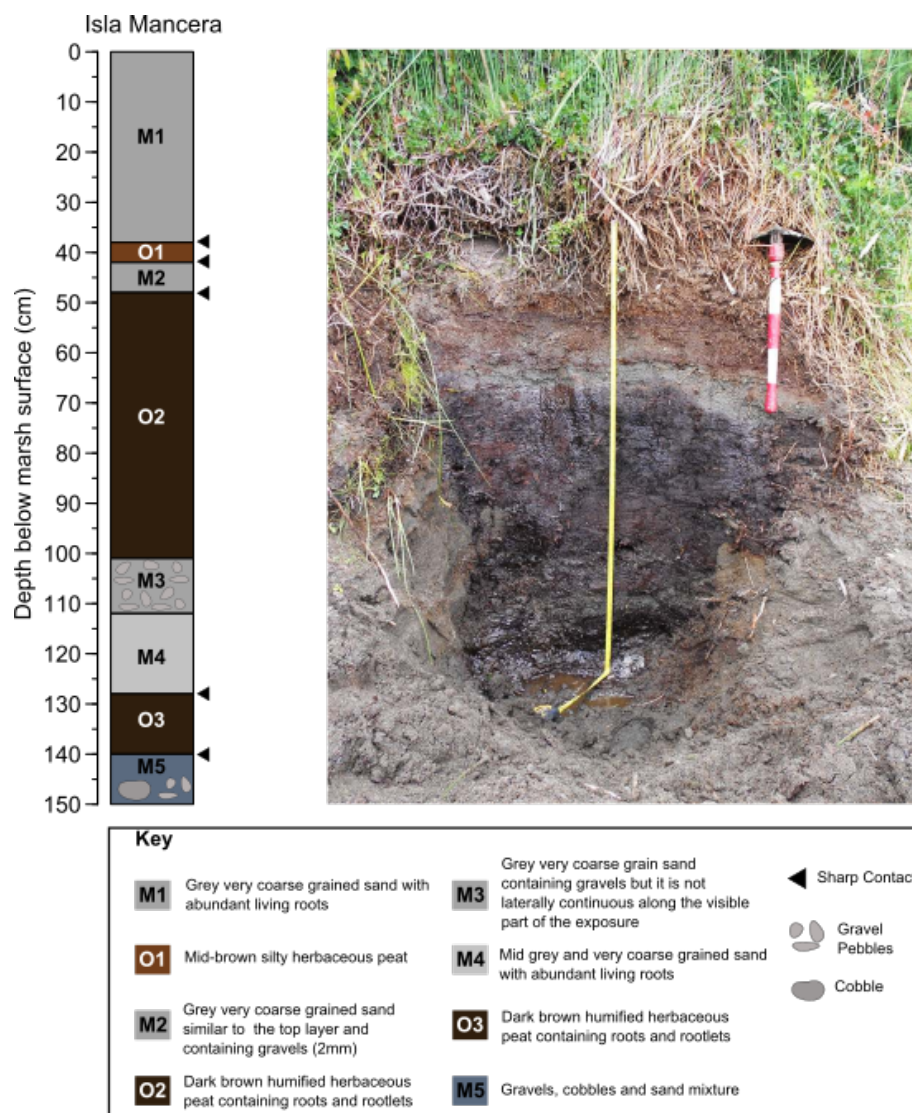 Isla Mancera
Depth below marsh surface (cm)
0
10
20
30
40
50
60
70
80
90
100
110
120
130
140
150
M1
O1
M2
O2
M3
M4
O3
M5
Key
M1
Grey very coarse grained sand with
abundant living roots
O1
Mid-brown silty herbaceous peat
M2
Grey very coarse grained sand
similar to the top layer and
containing gravels (2mm)
O2
Dark brown humified herbaceous
peat containing roots and rootlets
M3
Grey very coarse grain sand
containing gravels but it is not
laterally continuous along the visible
part of the exposure
M4
Mid grey and very coarse grained sand
with abundant living roots
O3
Dark brown humified herbaceous
peat containing roots and rootlets
M5
Gravels, cobbles and sand mixture
Sharp Contact
Gravel
Pebbles
Cobble